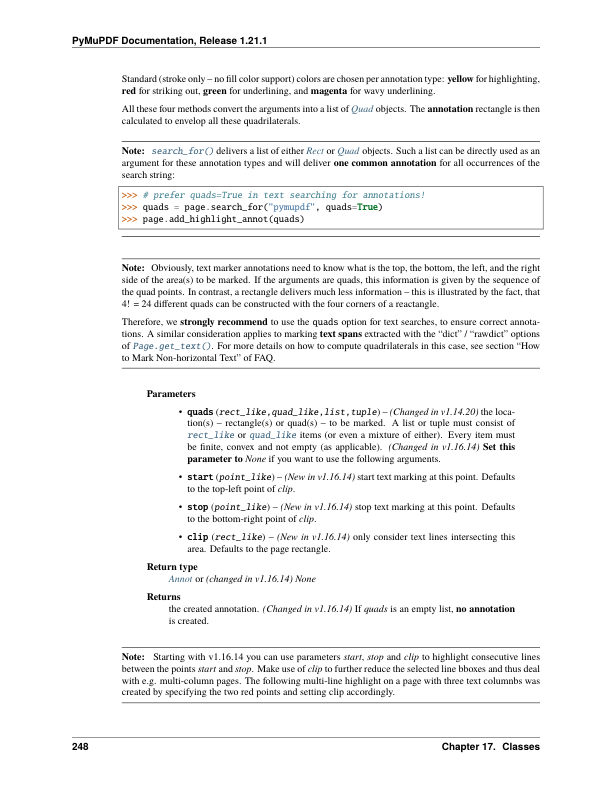 PyMuPDF Documentation, Release 1.21.1
Standard (stroke only – no fill color support) colors are chosen per annotation type: yellow for highlighting,
red for striking out, green for underlining, and magenta for wavy underlining.
All these four methods convert the arguments into a list of Quad objects. The annotation rectangle is then
calculated to envelop all these quadrilaterals.
Note: search_for() delivers a list of either Rect or Quad objects. Such a list can be directly used as an
argument for these annotation types and will deliver one common annotation for all occurrences of the
search string:
>>> # prefer quads=True in text searching for annotations!
>>> quads = page.search_for("pymupdf", quads=True)
>>> page.add_highlight_annot(quads)
Note: Obviously, text marker annotations need to know what is the top, the bottom, the left, and the right
side of the area(s) to be marked. If the arguments are quads, this information is given by the sequence of
the quad points. In contrast, a rectangle delivers much less information – this is illustrated by the fact, that
4! = 24 different quads can be constructed with the four corners of a reactangle.
Therefore, we strongly recommend to use the quads option for text searches, to ensure correct annota-
tions. A similar consideration applies to marking text spans extracted with the “dict” / “rawdict” options
of Page.get_text(). For more details on how to compute quadrilaterals in this case, see section “How
to Mark Non-horizontal Text” of FAQ.
Parameters
• quads (rect_like,quad_like,list,tuple) – (Changed in v1.14.20) the loca-
tion(s) – rectangle(s) or quad(s) – to be marked. A list or tuple must consist of
rect_like or quad_like items (or even a mixture of either). Every item must
be finite, convex and not empty (as applicable). (Changed in v1.16.14) Set this
parameter to None if you want to use the following arguments.
• start (point_like) – (New in v1.16.14) start text marking at this point. Defaults
to the top-left point of clip.
• stop (point_like) – (New in v1.16.14) stop text marking at this point. Defaults
to the bottom-right point of clip.
• clip (rect_like) – (New in v1.16.14) only consider text lines intersecting this
area. Defaults to the page rectangle.
Return type
Annot or (changed in v1.16.14) None
Returns
the created annotation. (Changed in v1.16.14) If quads is an empty list, no annotation
is created.
Note: Starting with v1.16.14 you can use parameters start, stop and clip to highlight consecutive lines
between the points start and stop. Make use of clip to further reduce the selected line bboxes and thus deal
with e.g. multi-column pages. The following multi-line highlight on a page with three text columnbs was
created by specifying the two red points and setting clip accordingly.
248 Chapter 17. Classes